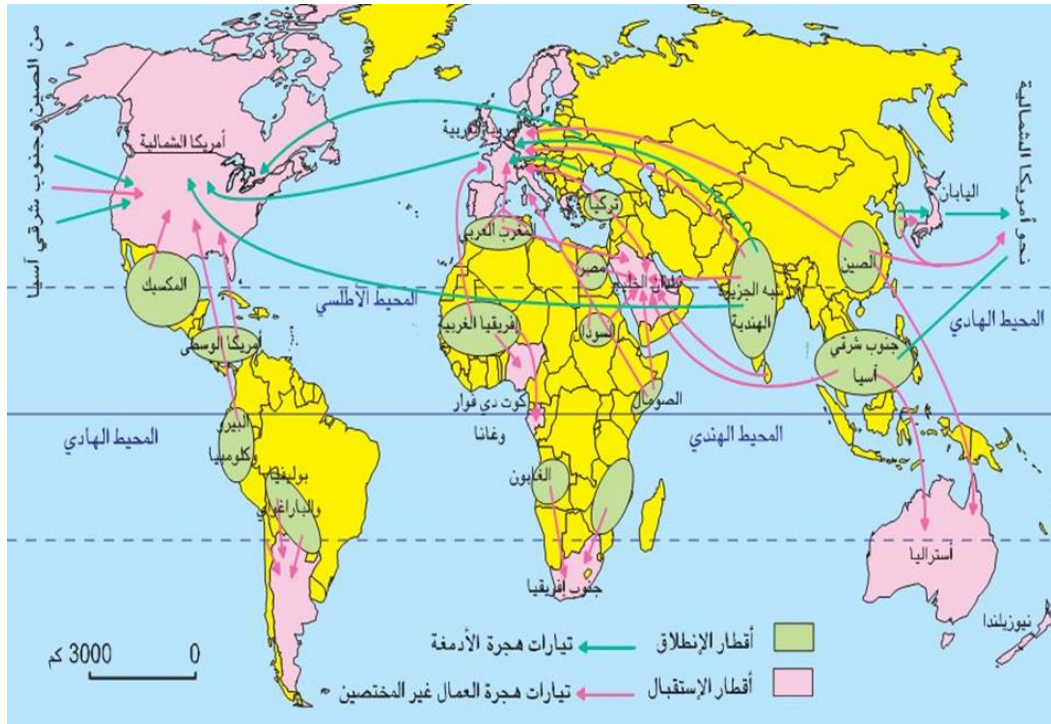 من الصين وجنوب شرقي آسيا
أمريكا الشمالية
أوروبا الغربية
تركيا
المغرب العربي
مصر
بلدان الخليج
شبه الجزيرة
الهندية
الصين
اليابان
نحو أمريكا الشمالية
المكسيك
المحيط الأطلسي
أمريكا الوسطى
إفريقيا الغربية
السودا
جنوب شرقي
آسيا
المحيط الهادي
الصومال
كوت دي فوار
وغانا
المحيط الهندي
المحيط الهادي
البيرو
وكلومبيا
بوليفيا
والباراغواي
الغابون
جنوب إفريقيا
أستراليا
نيوزيلندا
أقطار الإنطلاق
تيارات هجرة الأدمغة
أقطار الإستقبال
تيارات هجرة العمال غير المختصين
0 3000 كم